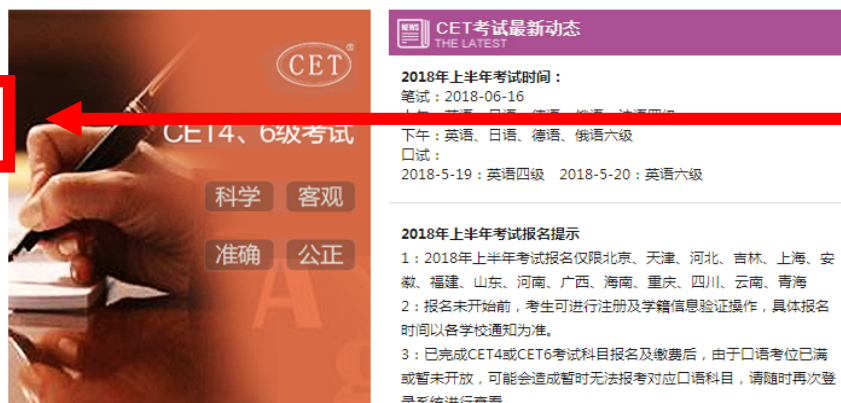 CET
CET4、6级考试
科学 客观
准确 公正
NEWS
CET考试最新动态
THE LATEST
2018年上半年考试时间：
笔试：2018-06-16
下午：英语、日语、德语、俄语六级
口试：
2018-5-19：英语四级 2018-5-20：英语六级
2018年上半年考试报名提示
1：2018年上半年考试报名仅限北京、天津、河北、吉林、上海、安
徽、福建、山东、河南、广西、海南、重庆、四川、云南、青海
2：报名未开始前，考生可进行注册及学籍信息验证操作，具体报名
时间以各学校通知为准。
3：已完成CET4或CET6考试科目报名及缴费后，由于口语考位已满
或暂未开放，可能会造成暂时无法报考对应口语科目，请随时再次登
录系统进行查看